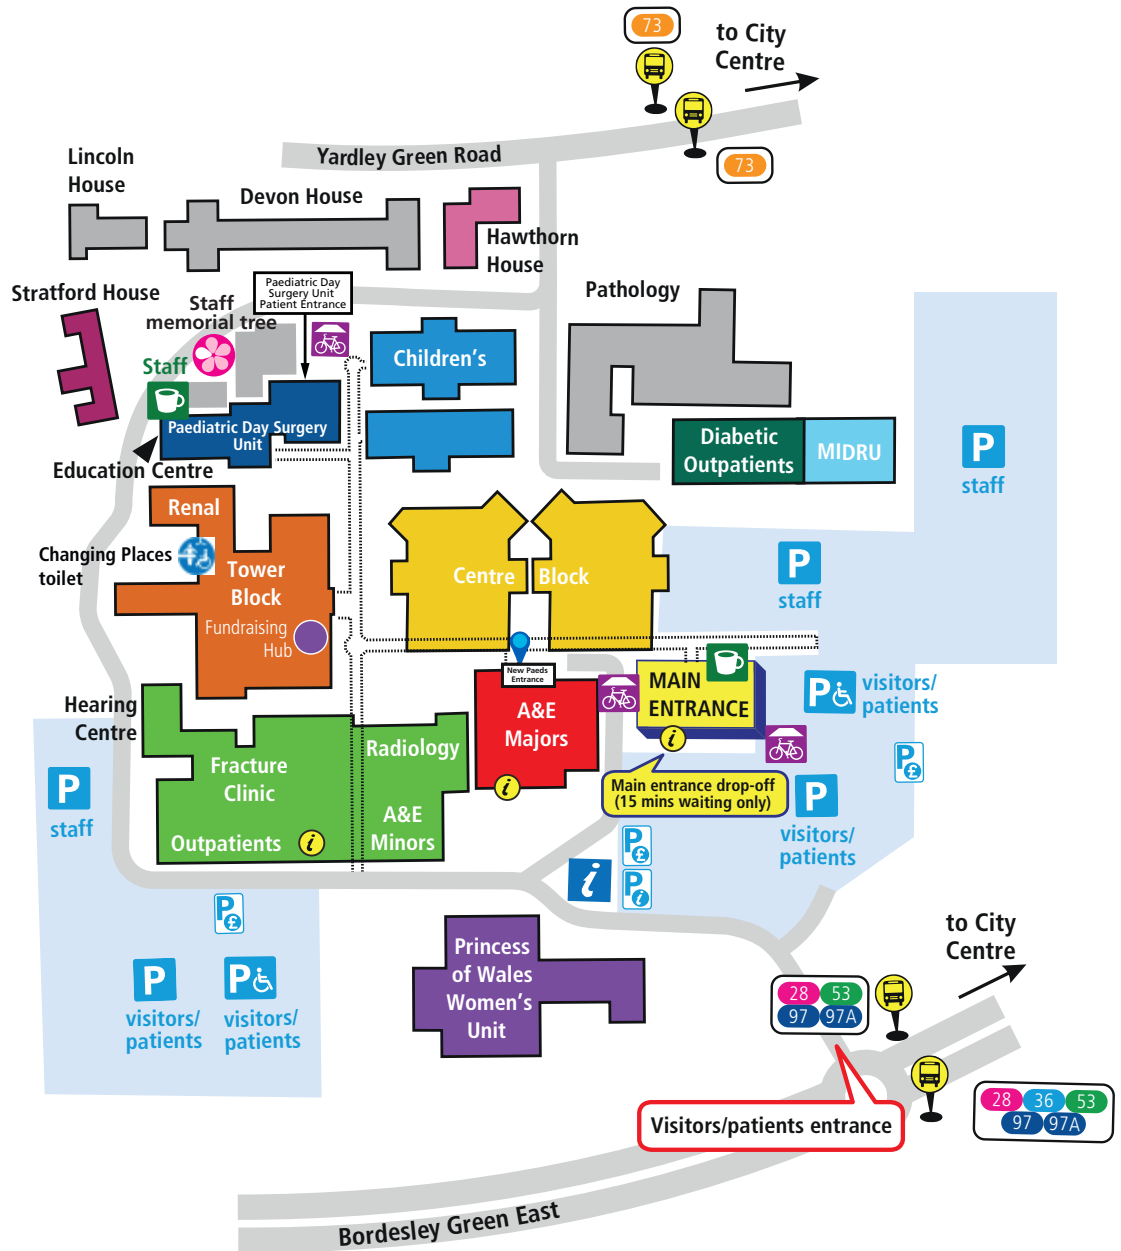 73
to City
Centre
73
Yardley Green Road
Lincoln
House
Devon House
Hawthorn
House
Stratford House
Paediatric Day
Surgery Unit
Patient Entrance
Staff
memorial tree
Pathology
Children's
Staff
Paediatric Day Surgery
Unit
Education Centre
Diabetic
Outpatients
MIDRU
P
staff
Renal
Changing Places
toilet
Tower
Block
Fundraising
Hub
Centre Block
P
staff
New Paeds
Entrance
MAIN
ENTRANCE
i
P
visitors/
patients
P
£
A&E
Majors
i
Hearing
Centre
Radiology
Fracture
Clinic
A&E
Minors
Outpatients
i
Main entrance drop-off
(15 mins waiting only)
P
visitors/
patients
P
staff
P
£
i
P
i
P
£
P
visitors/
patients
P
visitors/
patients
Princess
of Wales
Women's
Unit
to City
Centre
28 53
97 97A
28 36 53
97 97A
Visitors/patients entrance
Bordesley Green East